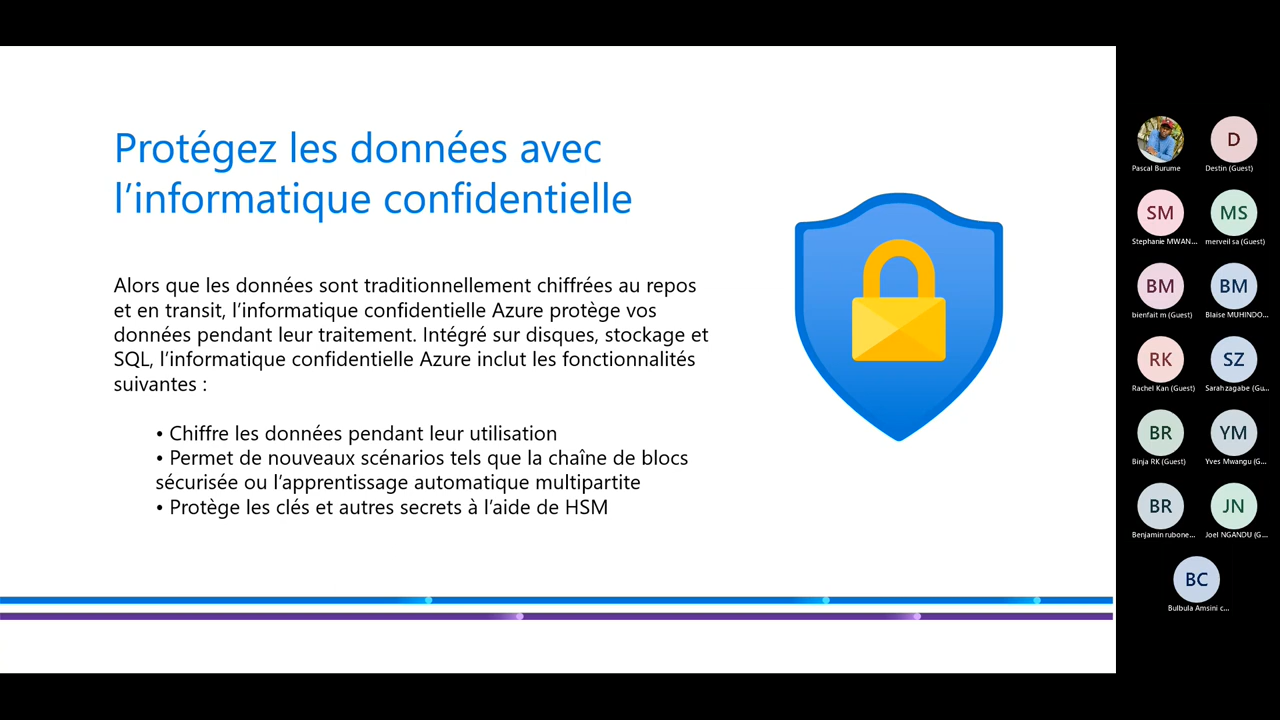 Protégez les données avec
l’informatique confidentielle
Alors que les données sont traditionnellement chiffrées au repos
et en transit, l’informatique confidentielle Azure protège vos
données pendant leur traitement. Intégré sur disques, stockage et
SQL, l’informatique confidentielle Azure inclut les fonctionnalités
suivantes :
• Chiffre les données pendant leur utilisation
• Permet de nouveaux scénarios tels que la chaîne de blocs
sécurisée ou l’apprentissage automatique multipartite
• Protège les clés et autres secrets à l’aide de HSM
Pascal Burume
D
Destin (Guest)
SM
Stephanie MWAN...
MS
merveil sa (Guest)
BM
bienfait m (Guest)
BM
Blaise MUHINDO...
RK
Rachel Kan (Guest)
SZ
Sarah zagabe (Gu...
BR
Binja RK (Guest)
YM
Yves Mwangu (G...
BR
Benjamin rubone...
JN
Joel NGANDU (G...
BC
Bulbula Amsini c...